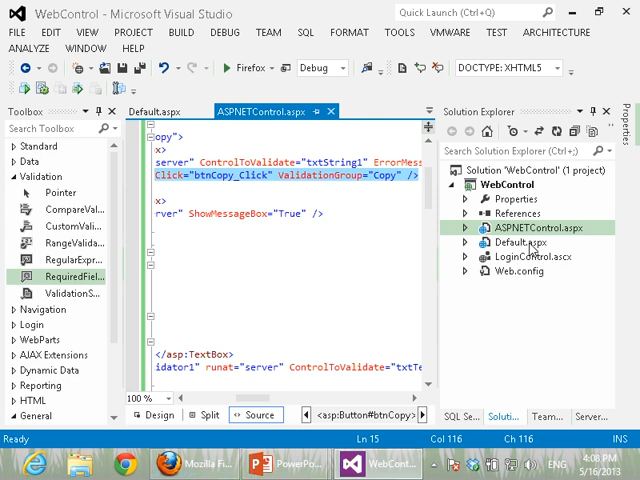 WebControl - Microsoft Visual Studio
Quick Launch (Ctrl+Q)
FILE EDIT VIEW PROJECT BUILD DEBUG TEAM SQL FORMAT TOOLS VMWARE TEST ARCHITECTURE
ANALYZE WINDOW HELP
Firefox Debug DOCTYPE: XHTML5
Toolbox
Search Toolbox
Standard
Data
Validation
Pointer
CompareVal...
CustomVali...
RangeValida...
RegularExpr...
RequiredFiel...
ValidationS...
Navigation
Login
WebParts
AJAX Extensions
Dynamic Data
Reporting
HTML
General
Default.aspx ASPNETControl.aspx
opy">
x>
server" ControlToValidate="txtString1" ErrorMess
Click="btnCopy_Click" ValidationGroup="Copy" />
x>
rver" ShowMessageBox="True" />
</asp:TextBox>
idator1" runat="server" ControlToValidate="txtTe
100 %
Design Split Source <asp:Button#btnCopy>
Solution Explorer
Search Solution Explorer (Ctrl+;)
Solution 'WebControl' (1 project)
WebControl
Properties
References
ASPNETControl.aspx
Default.aspx
LoginControl.ascx
Web.config
SQL Se... Soluti... Team... Server...
Properties
Ready Ln 15 Col 116 Ch 116 INS
Mozilla Fi... PowerPo... WebCont...
4:08 PM
5/16/2013